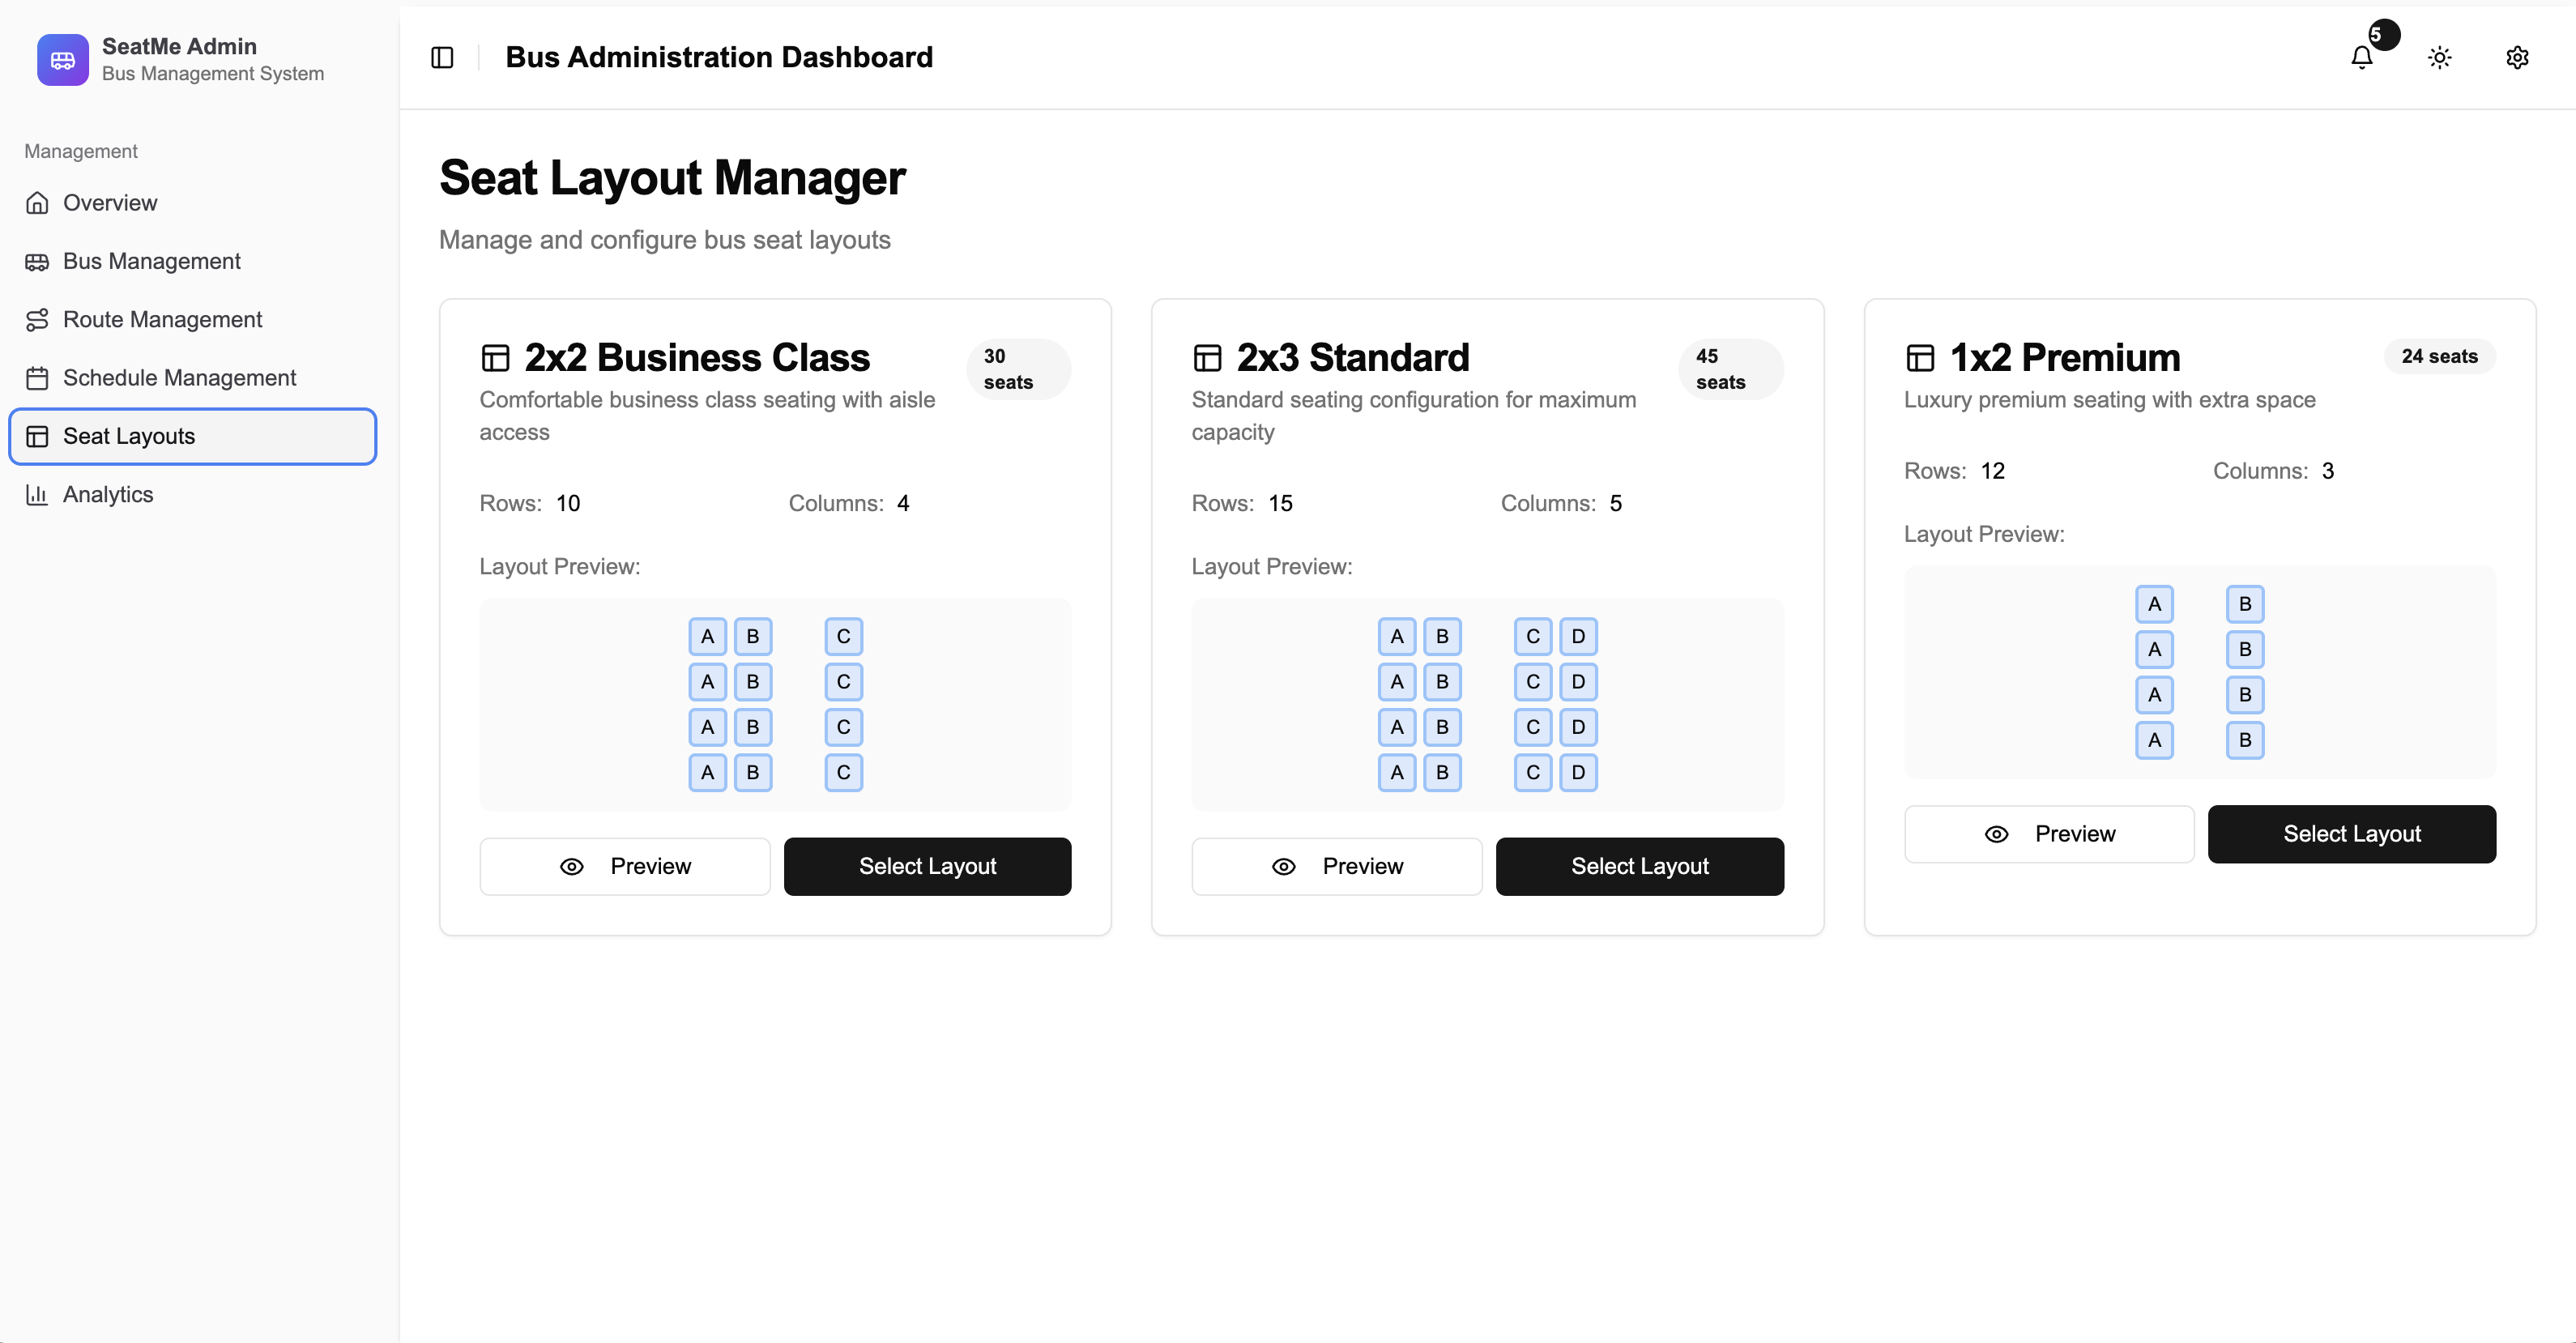 SeatMe Admin
Bus Management System
Management
Overview
Bus Management
Route Management
Schedule Management
Seat Layouts
Analytics
Bus Administration Dashboard
5
Seat Layout Manager
Manage and configure bus seat layouts
2x2 Business Class
30
seats
Comfortable business class seating with aisle
access
Rows: 10 Columns: 4
Layout Preview:
A B C
A B C
A B C
A B C
Preview Select Layout
2x3 Standard
45
seats
Standard seating configuration for maximum
capacity
Rows: 15 Columns: 5
Layout Preview:
A B C D
A B C D
A B C D
A B C D
Preview Select Layout
1x2 Premium
24 seats
Luxury premium seating with extra space
Rows: 12 Columns: 3
Layout Preview:
A B
A B
A B
A B
Preview Select Layout